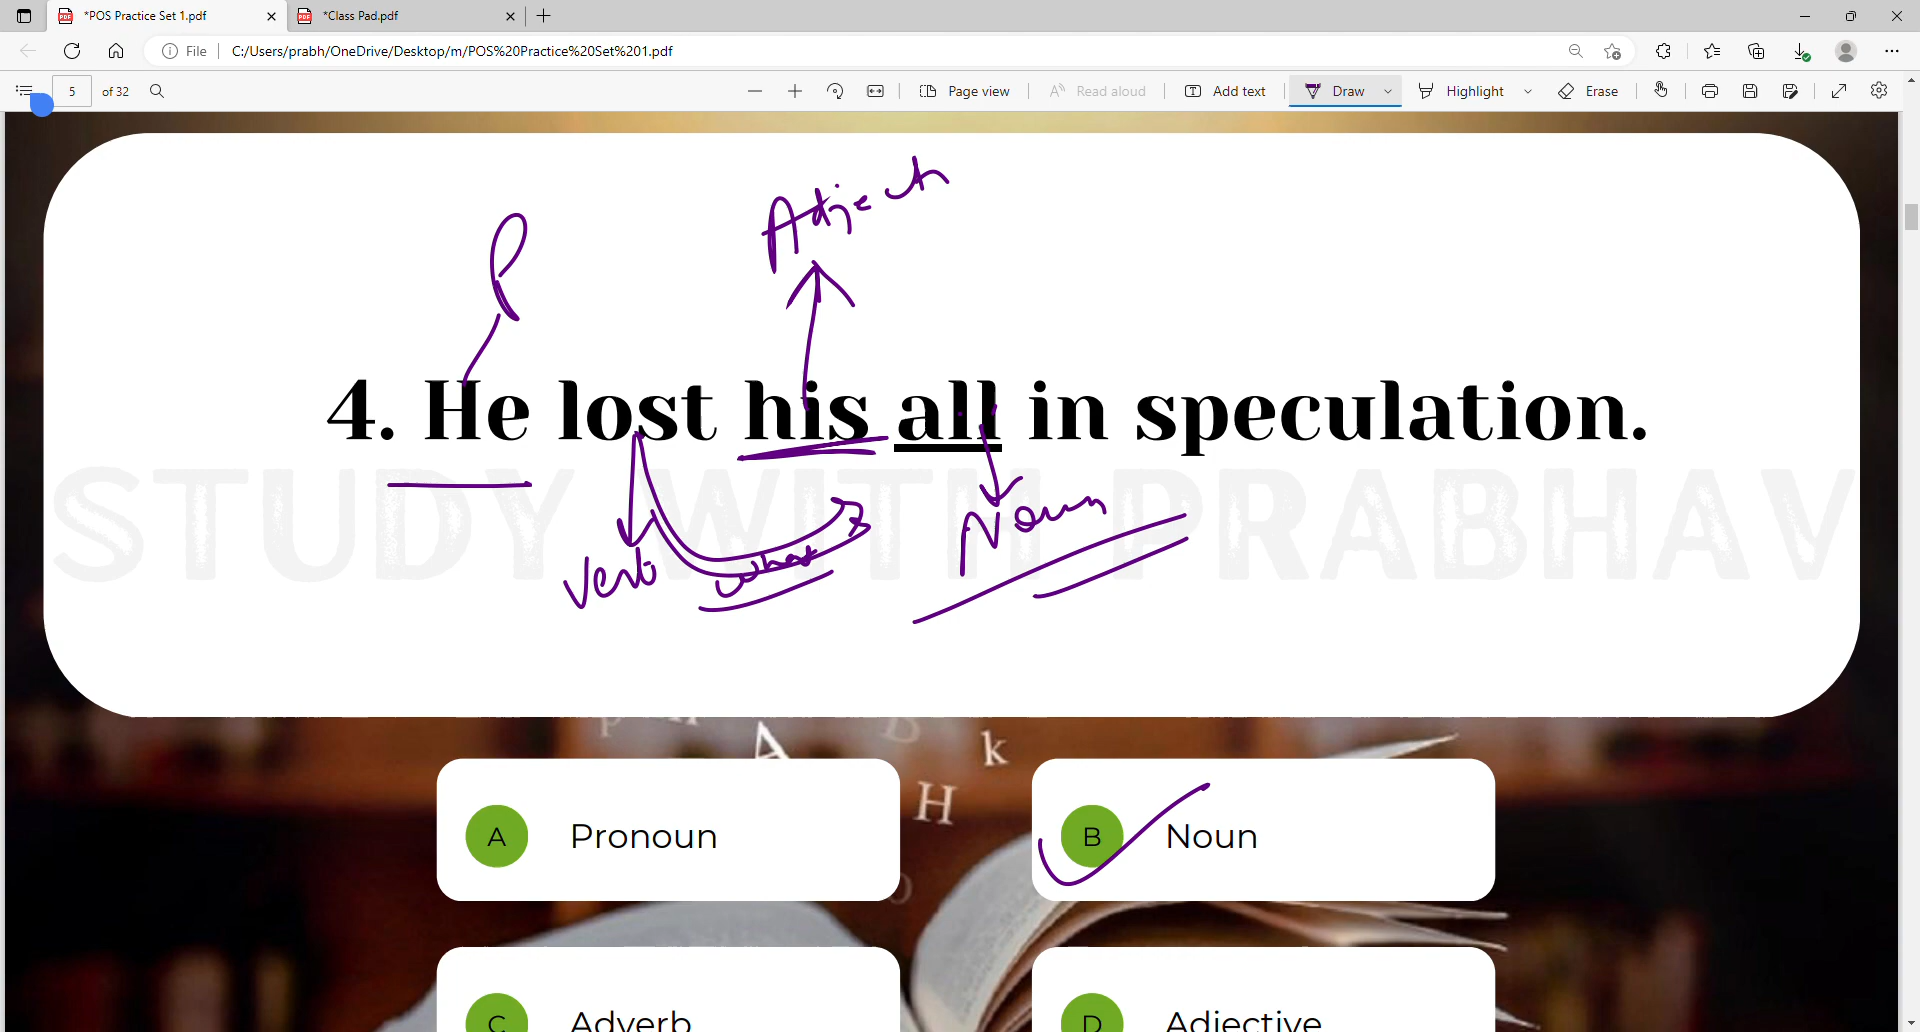 *POS Practice Set 1.pdf
*Class Pad.pdf
File
C:/Users/prabh/OneDrive/Desktop/m/POS%20Practice%20Set%201.pdf
5 of 32
Page view
Read aloud
Add text
Draw
Highlight
Erase
P
4. He lost his all in speculation.
STUDY WITH PRABHAV
Noun
Verb
what
A
B
k
H
A Pronoun
B Noun
C Adverb
D Adjective